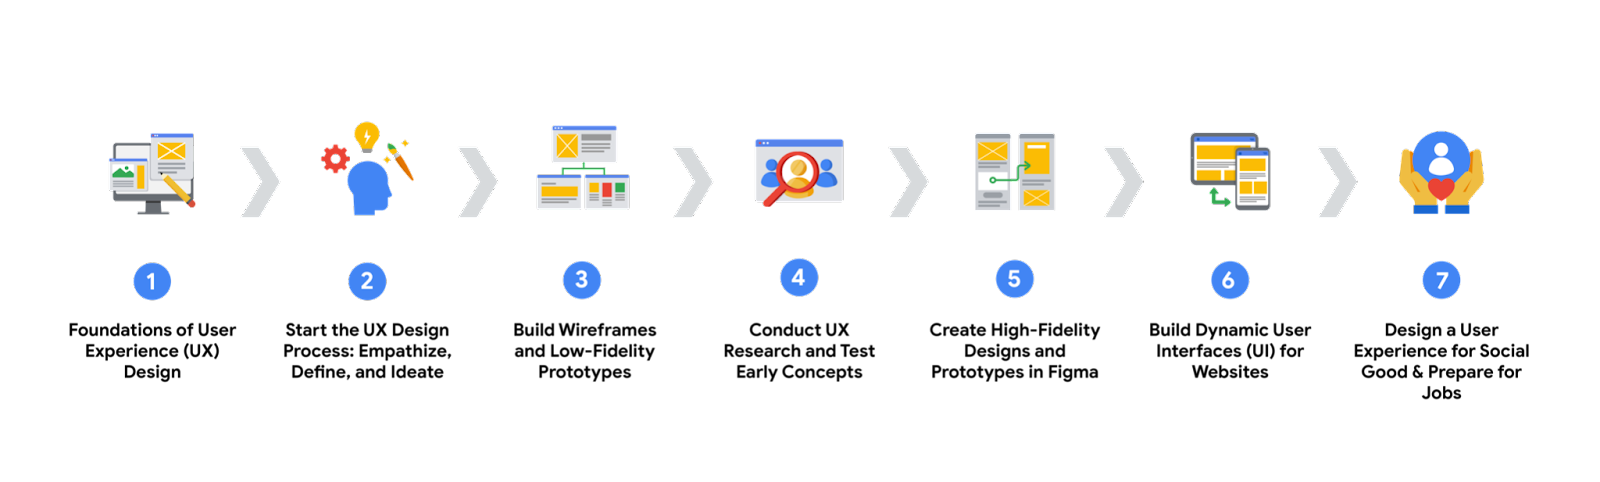 1
Foundations of User
Experience (UX)
Design
2
Start the UX Design
Process: Empathize,
Define, and Ideate
3
Build Wireframes
and Low-Fidelity
Prototypes
4
Conduct UX
Research and Test
Early Concepts
5
Create High-Fidelity
Designs and
Prototypes in Figma
6
Build Dynamic User
Interfaces (UI) for
Websites
7
Design a User
Experience for Social
Good & Prepare for
Jobs